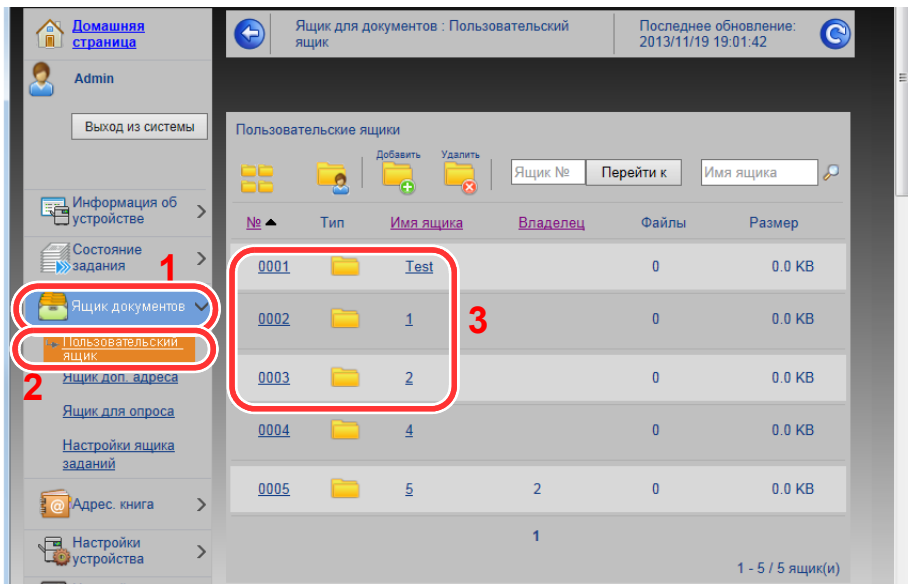 Домашняя
страница
Ящик для документов : Пользовательский
ящик
Последнее обновление:
2013/11/19 19:01:42
Admin
Выход из системы
Информация об
устройстве
Состояние
задания
1
Ящик документов
Пользовательский
ящик
2
Ящик доп. адреса
Ящик для опроса
Настройки ящика
заданий
Адрес. книга
Настройки
устройства
Пользовательские ящики
Добавить Удалить
Ящик № Перейти к Имя ящика
№ Тип Имя ящика Владелец Файлы Размер
0001 Test 0 0.0 KB
0002 1 0 0.0 KB
3
0003 2 0 0.0 KB
0004 4 0 0.0 KB
0005 5 2 0 0.0 KB
1
1 - 5 / 5 ящик(и)